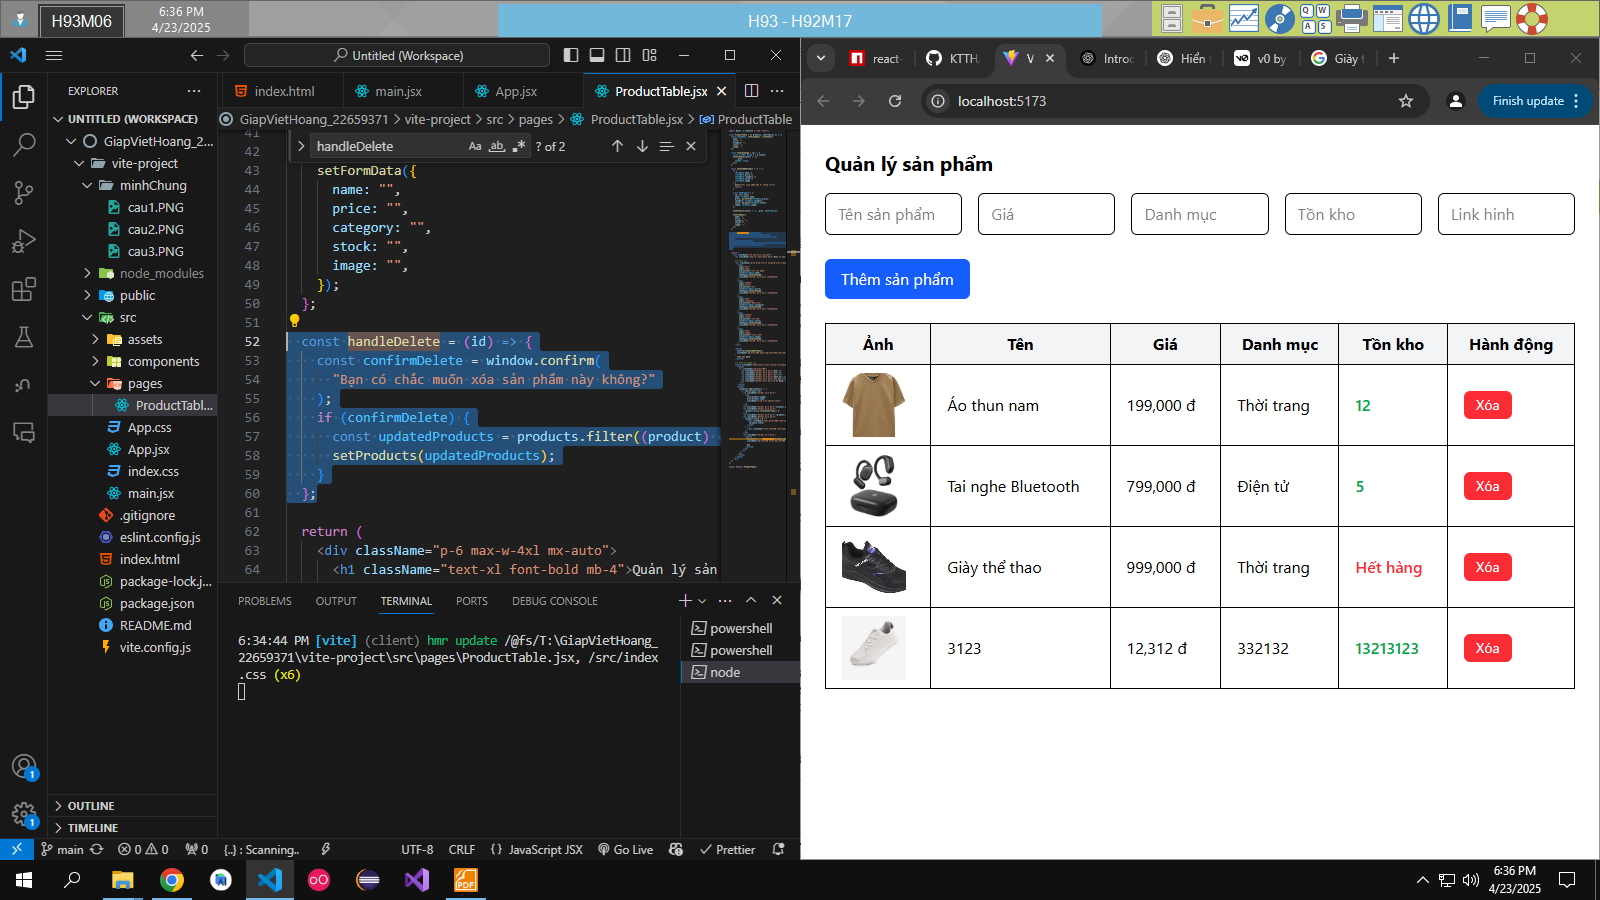 H93M06
6:36 PM
4/23/2025
H93 - H92M17
Untitled (Workspace)
EXPLORER
UNTITLED (WORKSPACE)
GiapVietHoang_2...
vite-project
minhChung
cau1.PNG
cau2.PNG
cau3.PNG
node_modules
public
src
assets
components
pages
ProductTabl...
App.css
App.jsx
index.css
main.jsx
.gitignore
eslint.config.js
index.html
package-lock.j...
package.json
README.md
vite.config.js
OUTLINE
TIMELINE
index.html
main.jsx
App.jsx
ProductTable.jsx
GiapVietHoang_22659371 > vite-project > src > pages > ProductTable.jsx > ProductTable
handleDelete
Aa
ab
? of 2
41
42
43 setFormData({
44 name: "",
45 price: "",
46 category: "",
47 stock: "",
48 image: "",
49 });
50 };
51
52 const handleDelete = (id) => {
53 const confirmDelete = window.confirm(
54 "Bạn có chắc muốn xóa sản phẩm này không?"
55 );
56 if (confirmDelete) {
57 const updatedProducts = products.filter((product)
58 setProducts(updatedProducts);
59 }
60 };
61
62 return (
63 <div className="p-6 max-w-4xl mx-auto">
64 <h1 className="text-xl font-bold mb-4">Quản lý sản
PROBLEMS
OUTPUT
TERMINAL
PORTS
DEBUG CONSOLE
6:34:44 PM [vite] (client) hmr update /@fs/T:\GiapVietHoang_
22659371\vite-project\src\pages\ProductTable.jsx, /src/index
.css (x6)
powershell
powershell
node
main
0
0
0
{..} : Scanning..
UTF-8
CRLF
{} JavaScript JSX
Go Live
Prettier
react-
KTTH
V
Introd
Hiển
v0 by
Giày t
localhost:5173
Finish update
Quản lý sản phẩm
Tên sản phẩm
Giá
Danh mục
Tồn kho
Link hình
Thêm sản phẩm
Ảnh Tên Giá Danh mục Tồn kho Hành động
Áo thun nam 199,000 đ Thời trang 12 Xóa
Tai nghe Bluetooth 799,000 đ Điện tử 5 Xóa
Giày thể thao 999,000 đ Thời trang Hết hàng Xóa
3123 12,312 đ 332132 13213123 Xóa
6:36 PM
4/23/2025